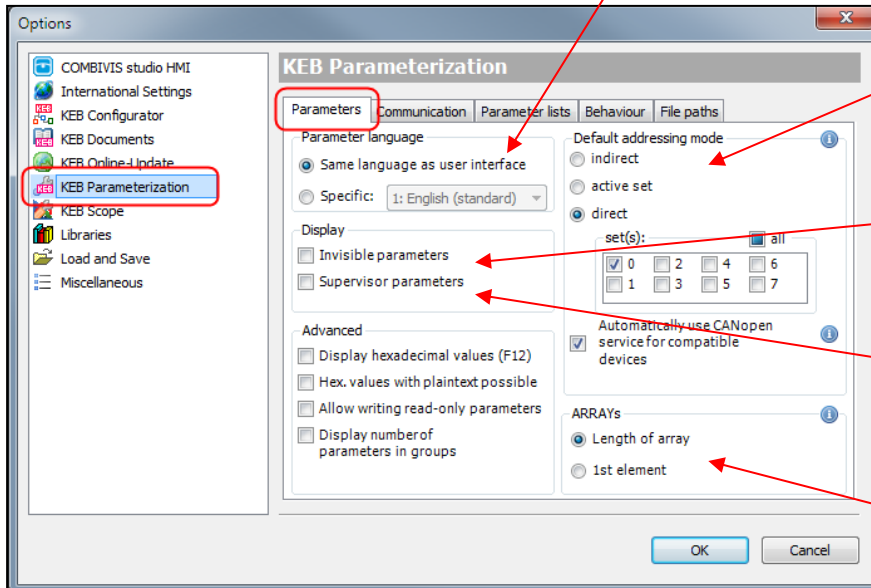 Options
COMBIVIS studio HMI
International Settings
KEB Configurator
KEB Documents
KEB Online-Update
KEB Parameterization
KEB Scope
Libraries
Load and Save
Miscellaneous
KEB Parameterization
Parameters Communication Parameter lists Behaviour File paths
Parameter language
Same language as user interface
Specific: 1: English (standard)
Display
Invisible parameters
Supervisor parameters
Advanced
Display hexadecimal values (F12)
Hex. values with plaintext possible
Allow writing read-only parameters
Display number of
parameters in groups
Default addressing mode
indirect
active set
direct
set(s): all
0 2 4 6
1 3 5 7
Automatically use CANopen
service for compatible
devices
ARRAYs
Length of array
1st element
OK Cancel